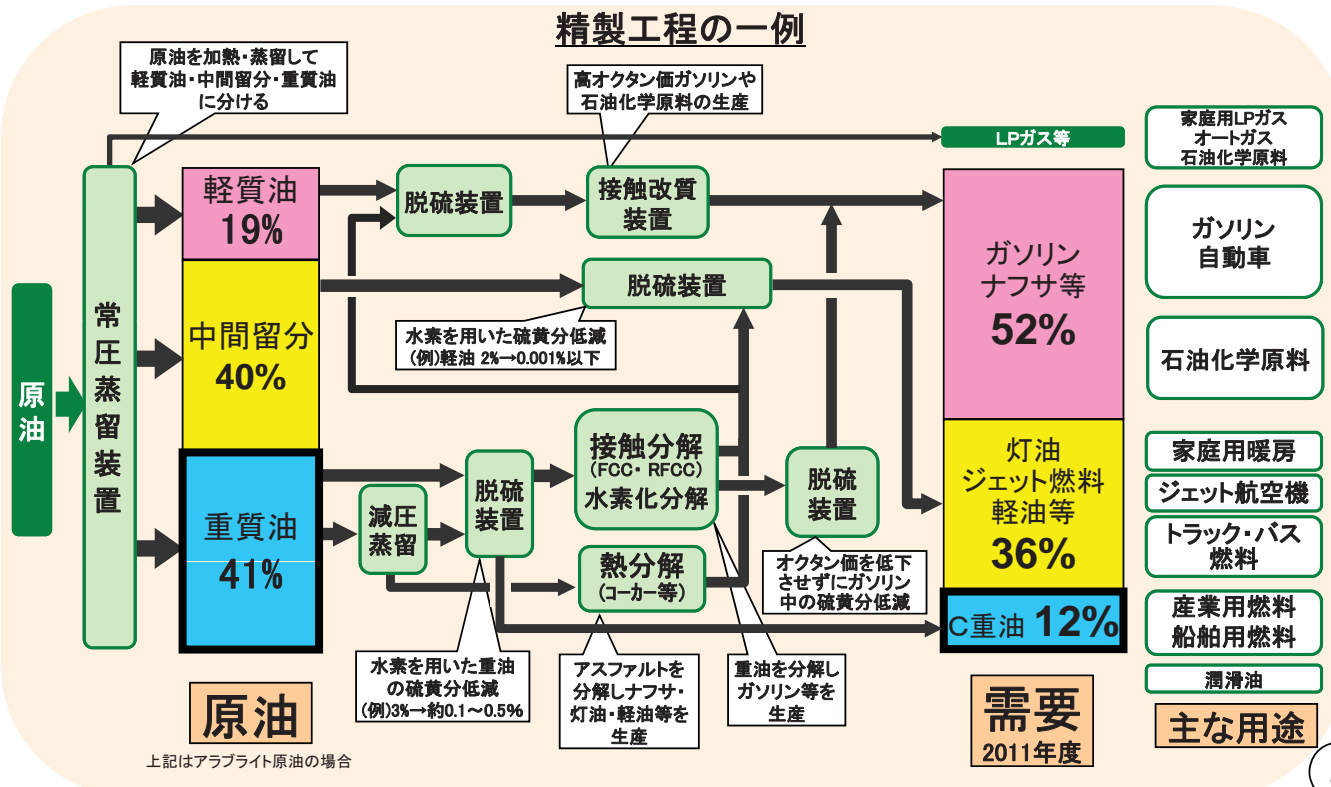 精製工程の一例
原油を加熱・蒸留して
軽質油・中間留分・重質油
に分ける
高オクタン価ガソリンや
石油化学原料の生産
LPガス等
家庭用LPガス
オートガス
石油化学原料
軽質油
19%
脱硫装置
接触改質
装置
ガソリン
ナフサ等
52%
ガソリン
自動車
脱硫装置
常圧蒸留装置
中間留分
40%
水素を用いた硫黄分低減
(例)軽油 2%→0.001%以下
石油化学原料
原油
接触分解
(FCC・RFCC)
水素化分解
脱硫
装置
脱硫
装置
灯油
ジェット燃料
軽油等
36%
家庭用暖房
ジェット航空機
トラック・バス
燃料
重質油
41%
減圧
蒸留
熱分解
(コーカー等)
オクタン価を低下
させずにガソリン
中の硫黄分低減
C重油 12%
産業用燃料
船舶用燃料
水素を用いた重油
の硫黄分低減
(例)3%→約0.1～0.5%
アスファルトを
分解しナフサ・
灯油・軽油等を
生産
重油を分解し
ガソリン等を
生産
潤滑油
原油
上記はアラブライト原油の場合
需要
2011年度
主な用途